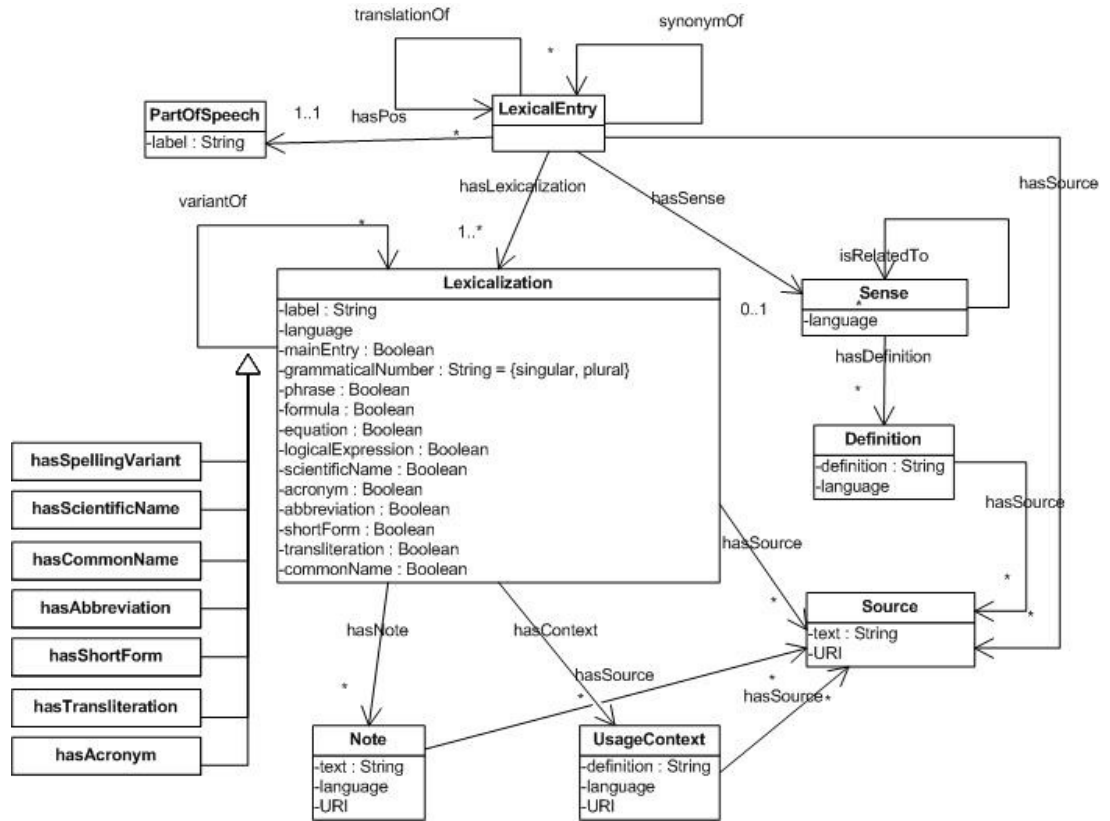 translationOf
synonymOf
*
LexicalEntry
PartOfSpeech
-label : String
1..1
hasPos
*
hasLexicalization
hasSense
hasSource
variantOf
*
1..*
isRelatedTo
Lexicalization
-label : String
-language
-mainEntry : Boolean
-grammaticalNumber : String = {singular, plural}
-phrase : Boolean
-formula : Boolean
-equation : Boolean
-logicalExpression : Boolean
-scientificName : Boolean
-acronym : Boolean
-abbreviation : Boolean
-shortForm : Boolean
-transliteration : Boolean
-commonName : Boolean
0..1
Sense
*
-language
hasDefinition
*
Definition
-definition : String
-language
hasSource
*
*
hasSpellingVariant
hasScientificName
hasCommonName
hasAbbreviation
hasShortForm
hasTransliteration
hasAcronym
hasSource
*
Source
-text : String
-URI
hasNote
*
hasContext
*
hasSource
*
hasSource
*
Note
-text : String
-language
-URI
UsageContext
-definition : String
-language
-URI